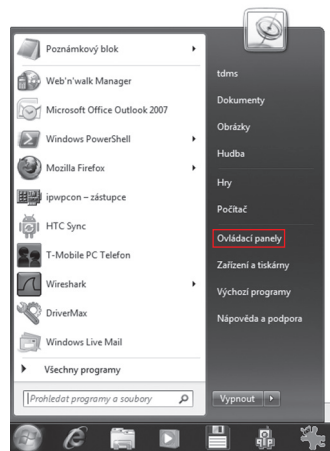 Poznámkový blok
Web'n'walk Manager
Microsoft Office Outlook 2007
Windows PowerShell
Mozilla Firefox
ipwpcon – zástupce
HTC Sync
T-Mobile PC Telefon
Wireshark
DriverMax
Windows Live Mail
Všechny programy
Prohledat programy a soubory
tdms
Dokumenty
Obrázky
Hudba
Hry
Počítač
Ovládací panely
Zařízení a tiskárny
Výchozí programy
Nápověda a podpora
Vypnout
qip